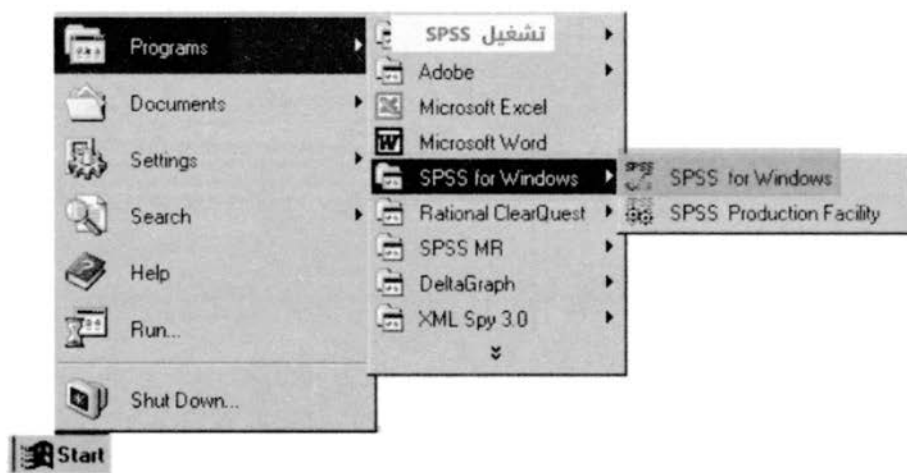 Programs
Documents
Settings
Search
Help
Run...
Shut Down...
Start
تشغيل SPSS
Adobe
Microsoft Excel
Microsoft Word
SPSS for Windows
Rational ClearQuest
SPSS MR
DeltaGraph
XML Spy 3.0
SPSS for Windows
SPSS Production Facility